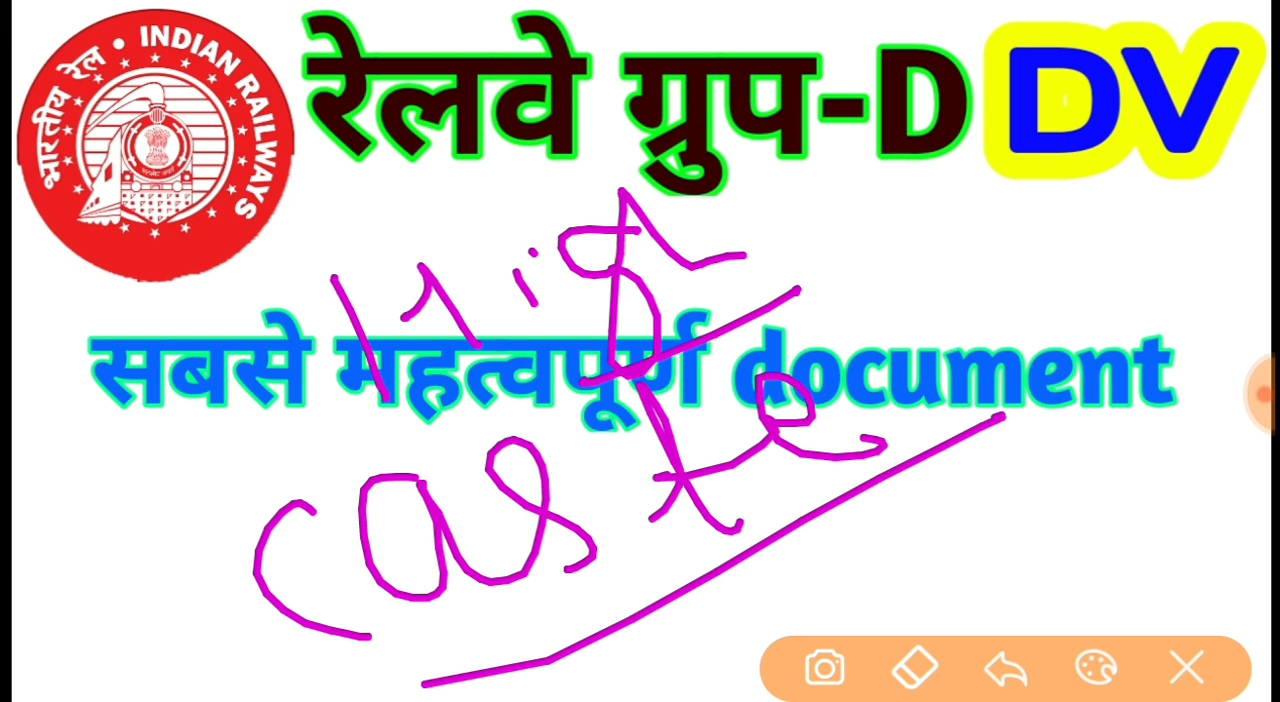 भारतीय रेल • INDIAN RAILWAYS
रेलवे ग्रुप-D DV
सबसे महत्वपूर्ण document
caste